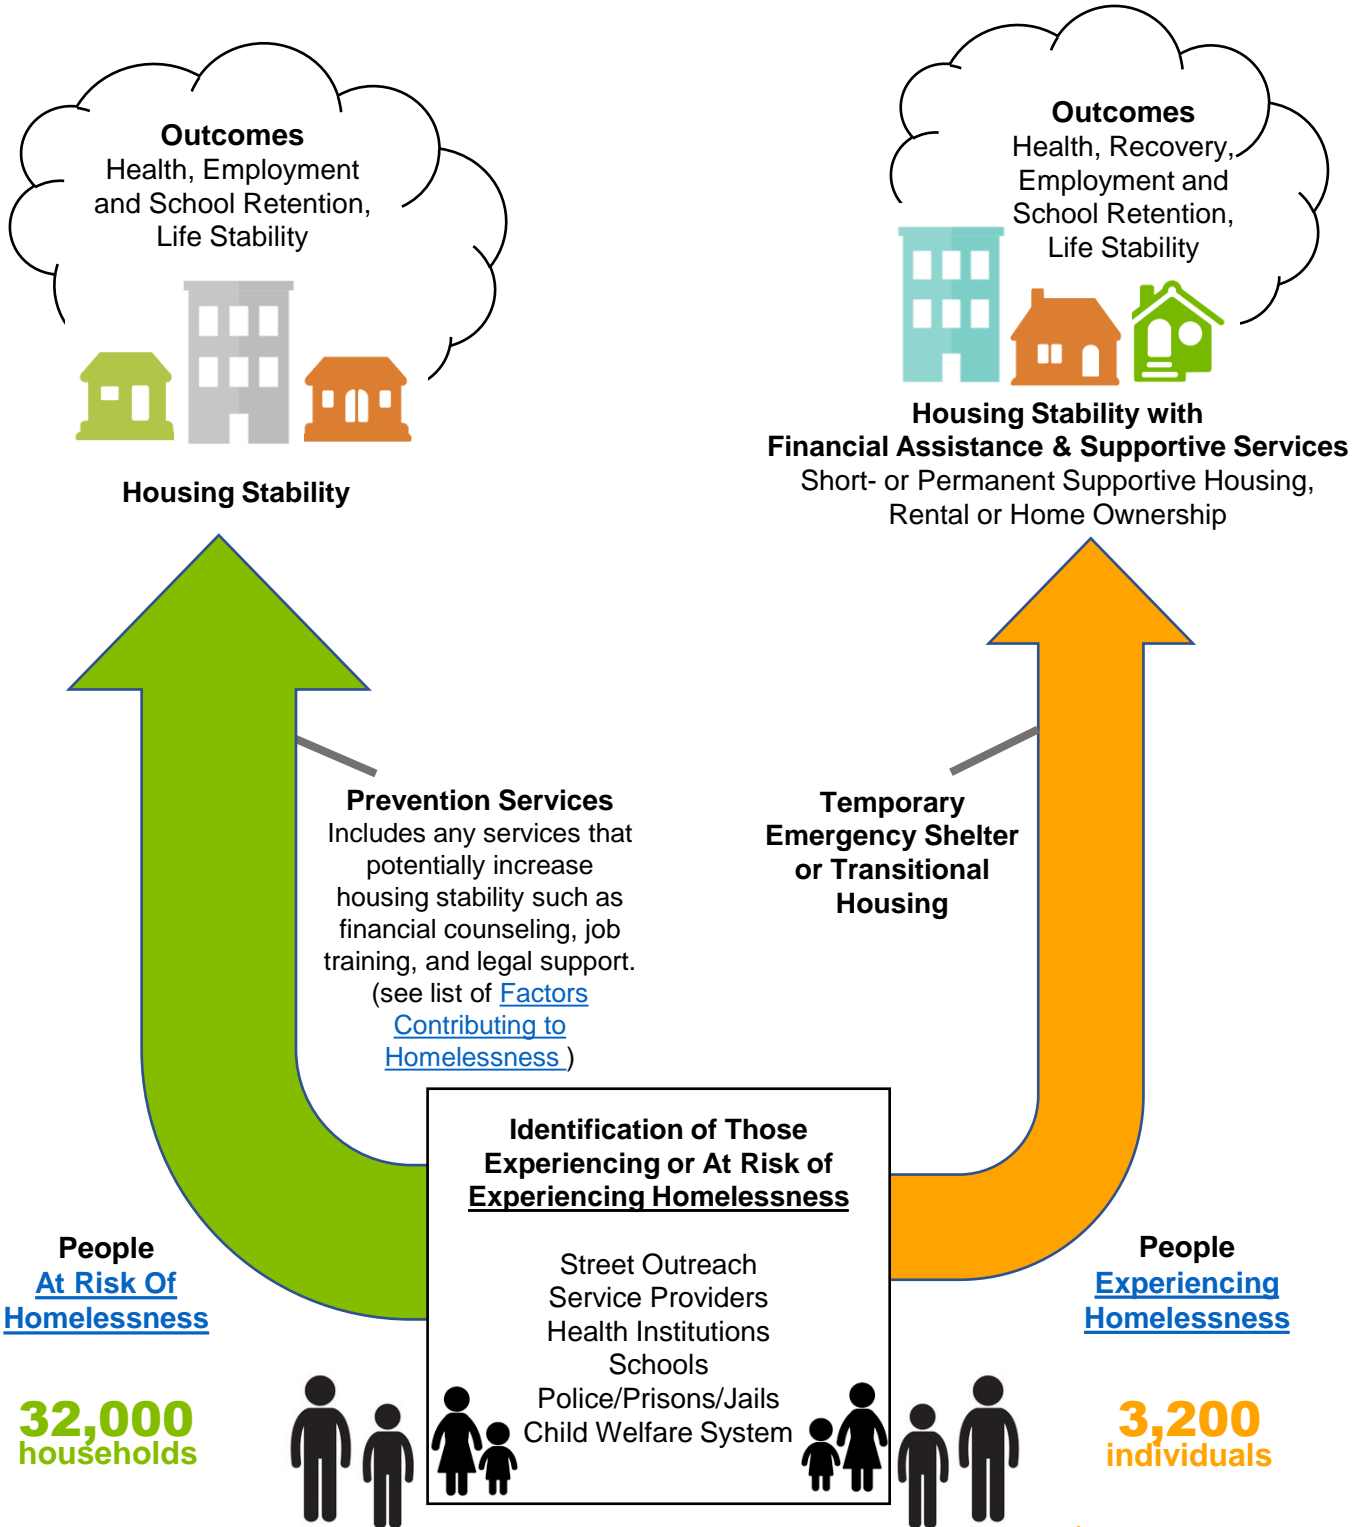 Outcomes
Health, Employment
and School Retention,
Life Stability
Housing Stability
Outcomes
Health, Recovery,
Employment and
School Retention,
Life Stability
Housing Stability with
Financial Assistance & Supportive Services
Short- or Permanent Supportive Housing,
Rental or Home Ownership
Prevention Services
Includes any services that
potentially increase
housing stability such as
financial counseling, job
training, and legal support.
(see list of Factors
Contributing to
Homelessness )
Temporary
Emergency Shelter
or Transitional
Housing
Identification of Those
Experiencing or At Risk of
Experiencing Homelessness
Street Outreach
Service Providers
Health Institutions
Schools
Police/Prisons/Jails
Child Welfare System
People
At Risk Of
Homelessness
32,000
households
People
Experiencing
Homelessness
3,200
individuals